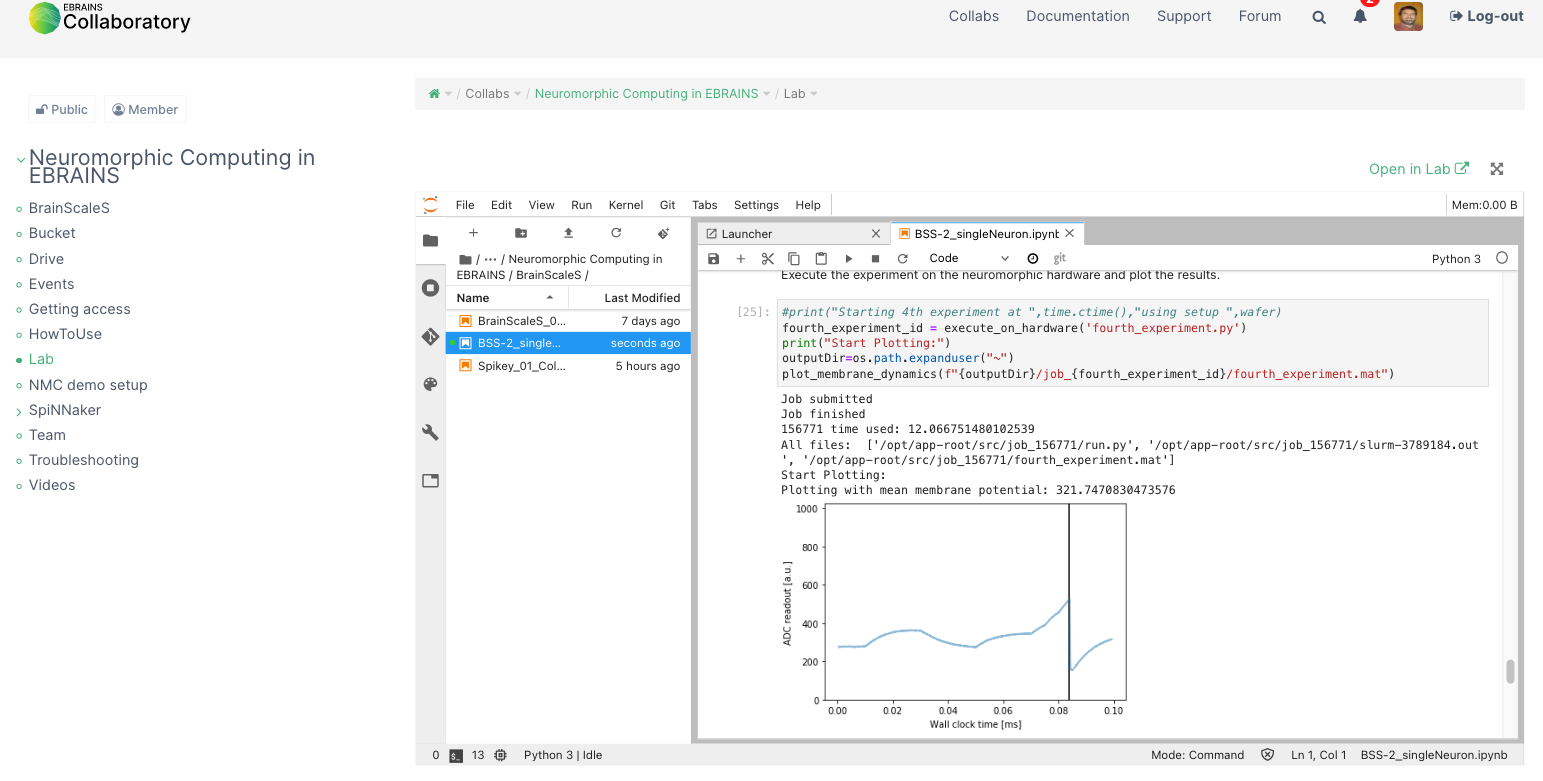 EBRAINS
Collaboratory
Collabs Documentation Support Forum 2 Log-out
Public Member
Collabs / Neuromorphic Computing in EBRAINS / Lab
Neuromorphic Computing in
EBRAINS
BrainScaleS
Bucket
Drive
Events
Getting access
HowToUse
Lab
NMC demo setup
SpiNNaker
Team
Troubleshooting
Videos
Open in Lab
File Edit View Run Kernel Git Tabs Settings Help Mem:0.00 B
/ ··· / Neuromorphic Computing in
EBRAINS / BrainScaleS /
Name Last Modified
BrainScaleS_0... 7 days ago
BSS-2_single... seconds ago
Spikey_01_Col... 5 hours ago
Launcher BSS-2_singleNeuron.ipynb
Code git Python 3
Execute the experiment on the neuromorphic hardware and plot the results.
[25]: #print("Starting 4th experiment at ",time.ctime(),"using setup ",wafer)
fourth_experiment_id = execute_on_hardware('fourth_experiment.py')
print("Start Plotting:")
outputDir=os.path.expanduser("~")
plot_membrane_dynamics(f"{outputDir}/job_{fourth_experiment_id}/fourth_experiment.mat")
Job submitted
Job finished
156771 time used: 12.066751480102539
All files:  ['/opt/app-root/src/job_156771/run.py', '/opt/app-root/src/job_156771/slurm-3789184.out
', '/opt/app-root/src/job_156771/fourth_experiment.mat']
Start Plotting:
Plotting with mean membrane potential: 321.7470830473576
1000
800
600
400
200
0
ADC readout [a.u.]
0.00 0.02 0.04 0.06 0.08 0.10
Wall clock time [ms]
0 13 Python 3 | Idle Mode: Command Ln 1, Col 1 BSS-2_singleNeuron.ipynb